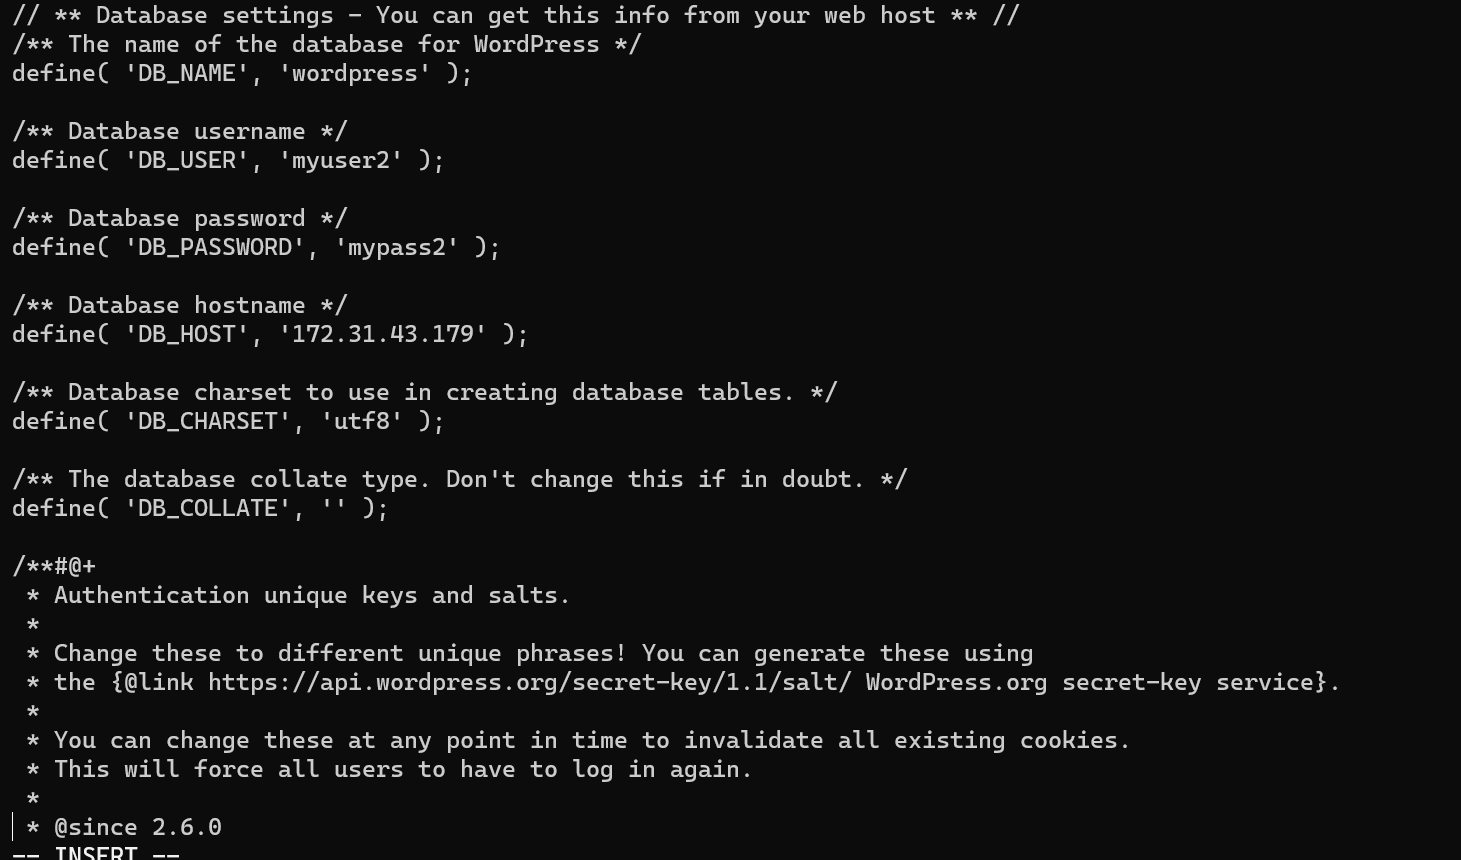 // ** Database settings - You can get this info from your web host ** //
/** The name of the database for WordPress */
define( 'DB_NAME', 'wordpress' );
/** Database username */
define( 'DB_USER', 'myuser2' );
/** Database password */
define( 'DB_PASSWORD', 'mypass2' );
/** Database hostname */
define( 'DB_HOST', '172.31.43.179' );
/** Database charset to use in creating database tables. */
define( 'DB_CHARSET', 'utf8' );
/** The database collate type. Don't change this if in doubt. */
define( 'DB_COLLATE', '' );
/**#@+
 * Authentication unique keys and salts.
 *
 * Change these to different unique phrases! You can generate these using
 * the {@link https://api.wordpress.org/secret-key/1.1/salt/ WordPress.org secret-key service}.
 *
 * You can change these at any point in time to invalidate all existing cookies.
 * This will force all users to have to log in again.
 *
 * @since 2.6.0
-- INSERT --